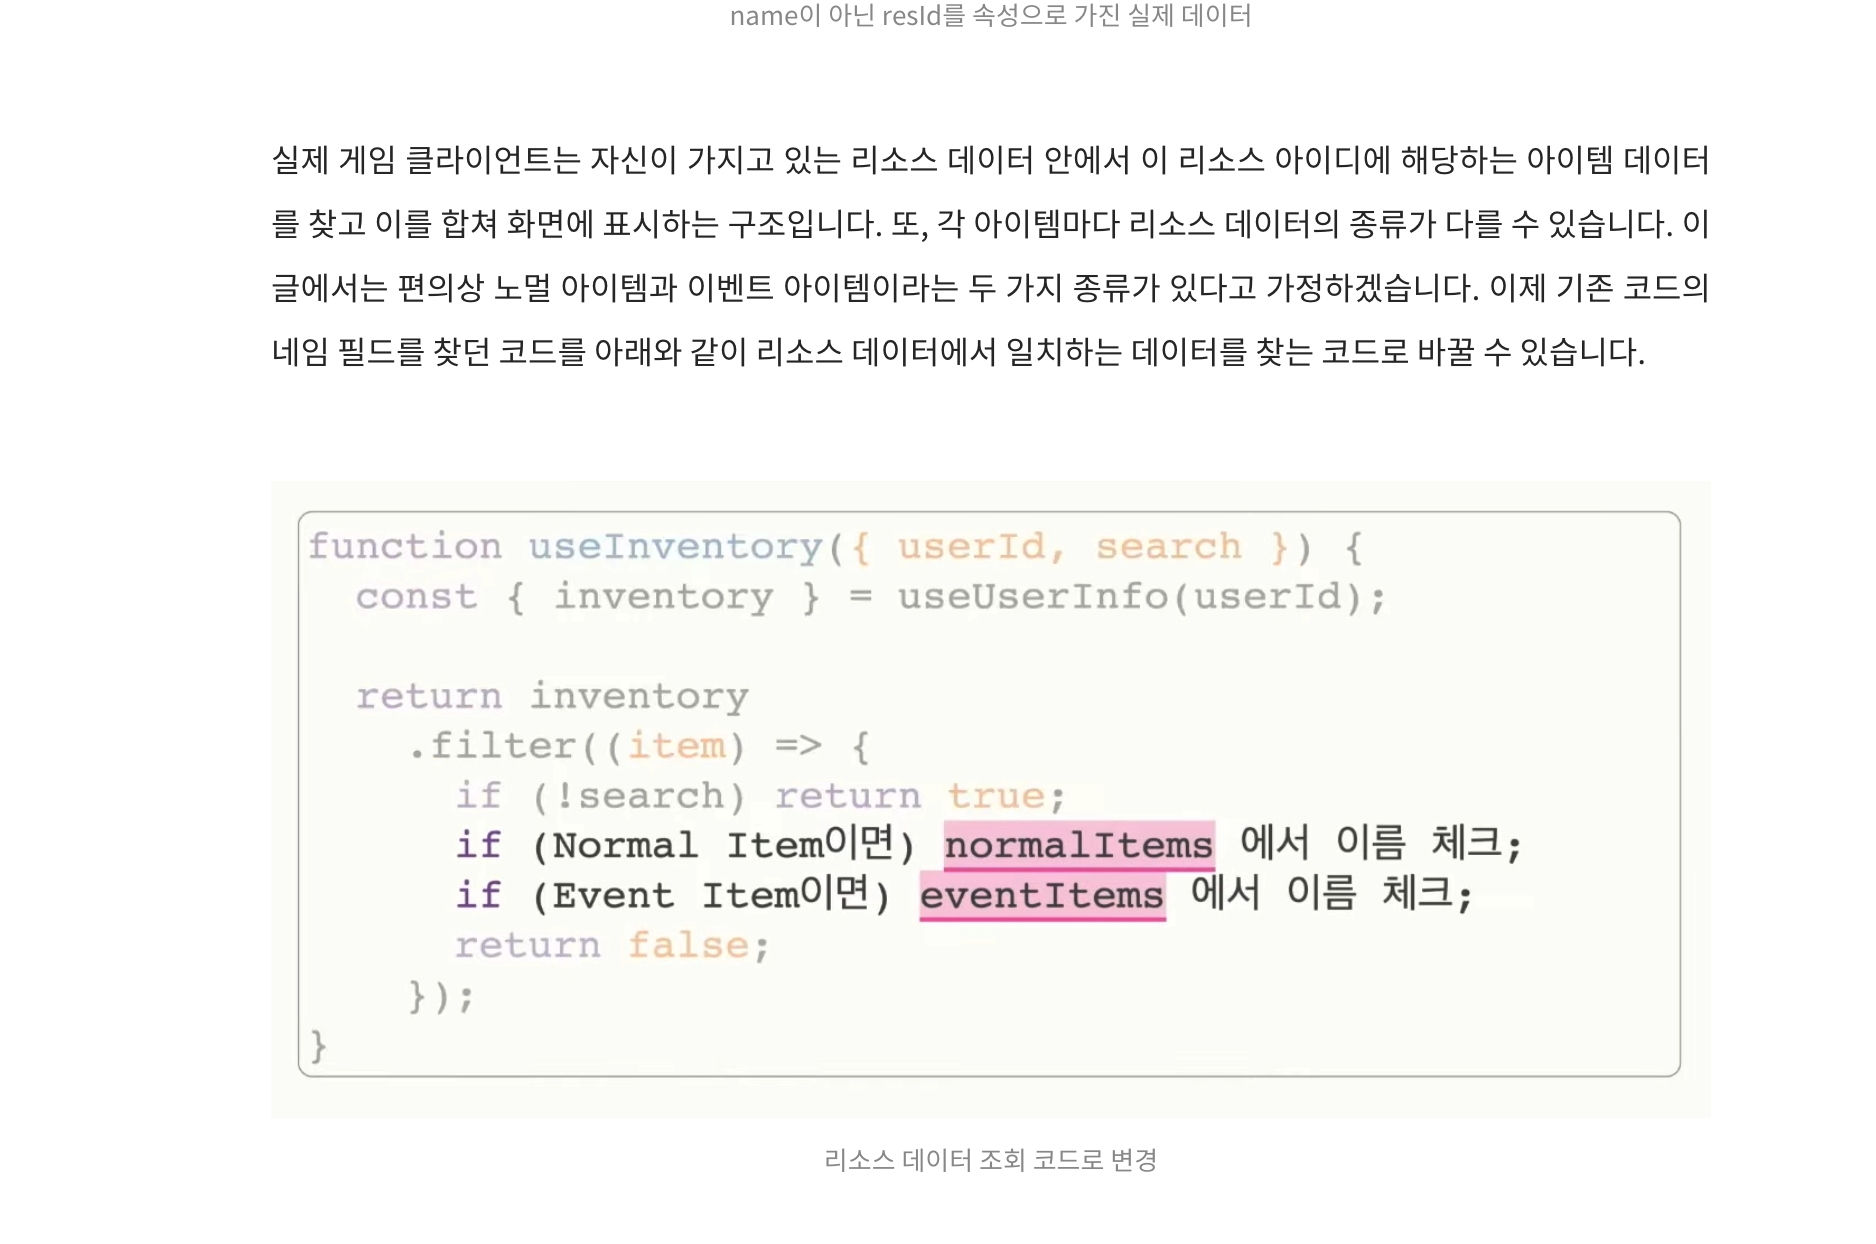 name이 아닌 resId를 속성으로 가진 실제 데이터
실제 게임 클라이언트는 자신이 가지고 있는 리소스 데이터 안에서 이 리소스 아이디에 해당하는 아이템 데이터
를 찾고 이를 합쳐 화면에 표시하는 구조입니다. 또, 각 아이템마다 리소스 데이터의 종류가 다를 수 있습니다. 이
글에서는 편의상 노멀 아이템과 이벤트 아이템이라는 두 가지 종류가 있다고 가정하겠습니다. 이제 기존 코드의
네임 필드를 찾던 코드를 아래와 같이 리소스 데이터에서 일치하는 데이터를 찾는 코드로 바꿀 수 있습니다.
function useInventory({ userId, search }) {
  const { inventory } = useUserInfo(userId);
  return inventory
    .filter((item) => {
      if (!search) return true;
      if (Normal Item이면) normalItems 에서 이름 체크;
      if (Event Item이면) eventItems 에서 이름 체크;
      return false;
    });
}
리소스 데이터 조회 코드로 변경